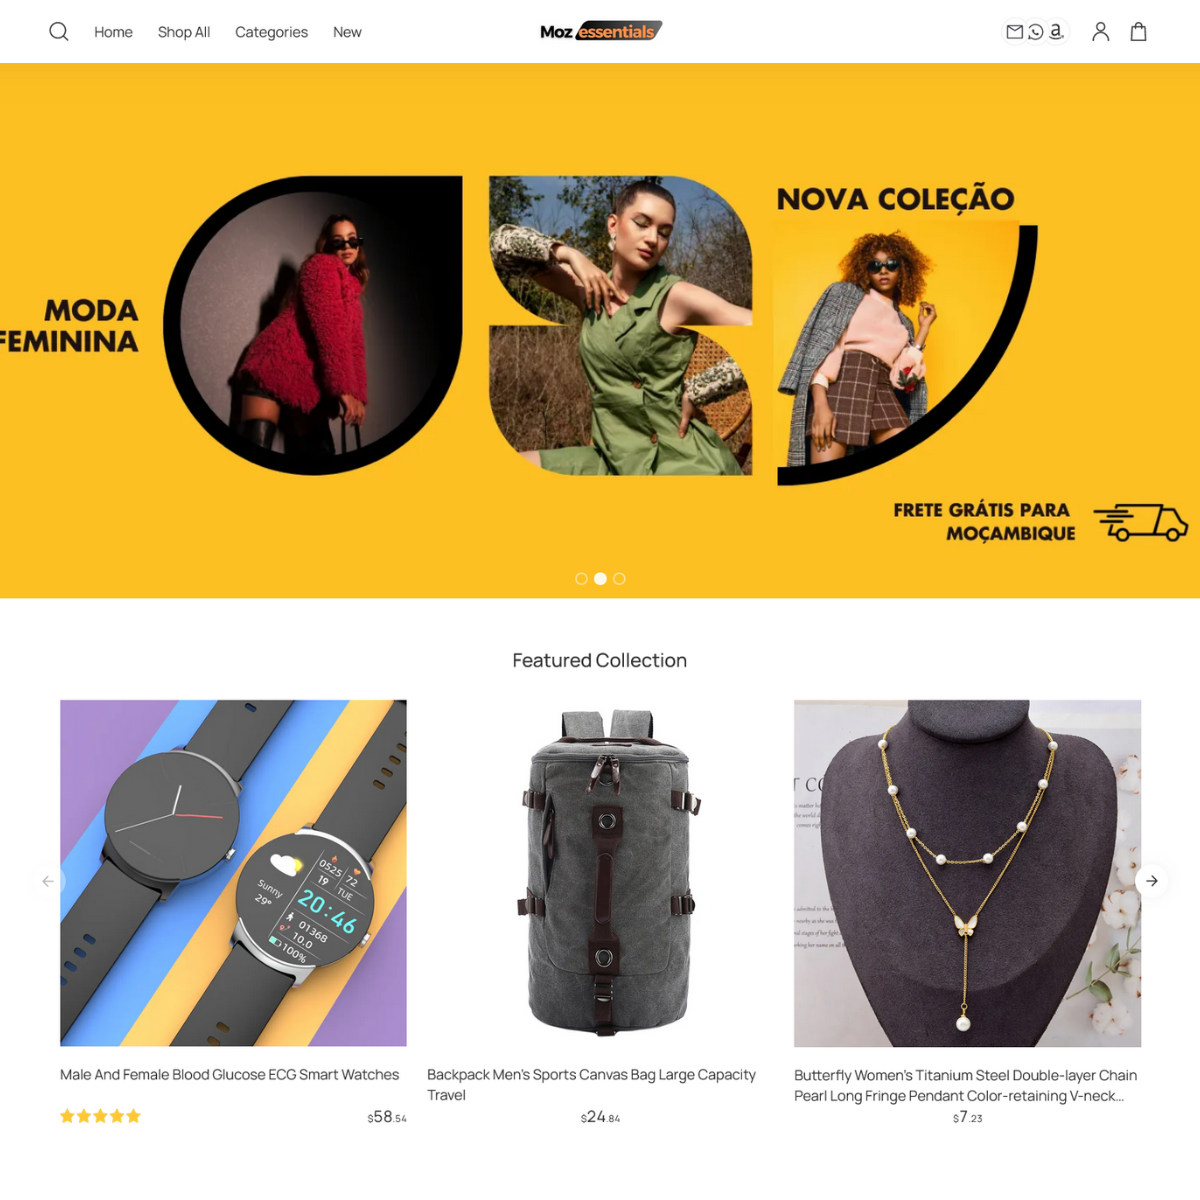 Home Shop All Categories New
Moz essentials
NOVA COLEÇÃO
MODA
FEMININA
FRETE GRÁTIS PARA
MOÇAMBIQUE
Featured Collection
Sunny
29°
0525
72
19
TUE
20:46
01368
10.0
100%
Male And Female Blood Glucose ECG Smart Watches
$58.54
Backpack Men's Sports Canvas Bag Large Capacity
Travel
$24.84
Butterfly Women's Titanium Steel Double-layer Chain
Pearl Long Fringe Pendant Color-retaining V-neck...
$7.23